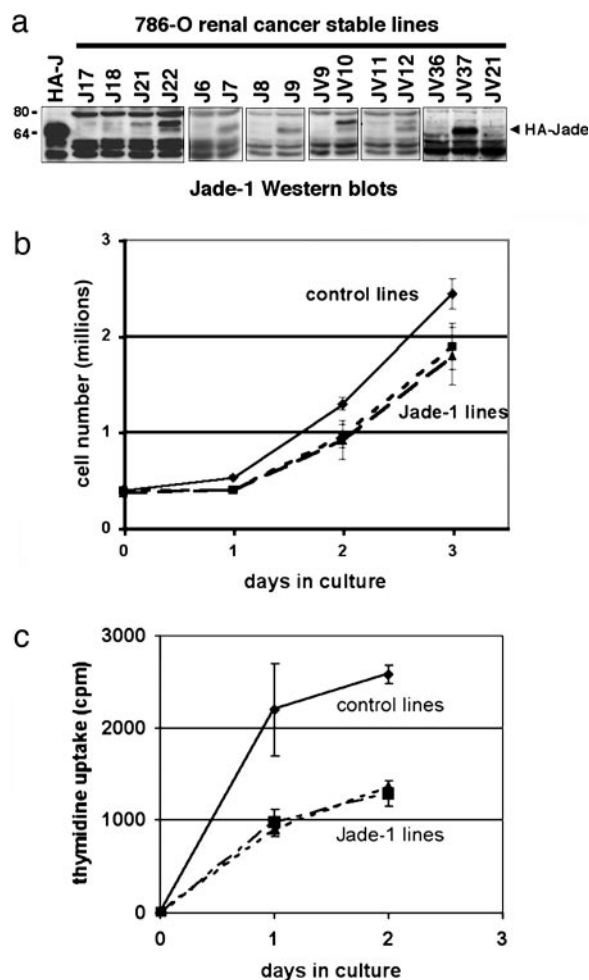 a
786-O renal cancer stable lines
HA-J J17 J18 J21 J22 J6 J7 J8 J9 JV9 JV10 JV11 JV12 JV36 JV37 JV21
80
64
HA-Jade
Jade-1 Western blots
b
cell number (millions)
3
2
1
0
control lines
Jade-1 lines
0 1 2 3
days in culture
c
thymidine uptake (cpm)
3000
2000
1000
0
control lines
Jade-1 lines
0 1 2 3
days in culture